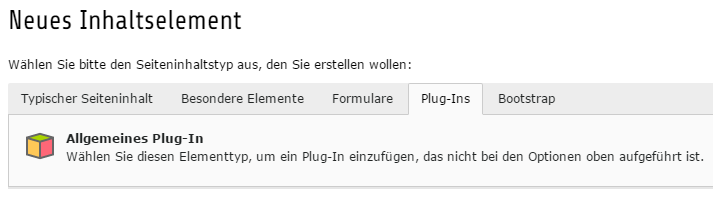 Neues Inhaltselement
Wählen Sie bitte den Seiteninhaltstyp aus, den Sie erstellen wollen:
Typischer Seiteninhalt Besondere Elemente Formulare Plug-Ins Bootstrap
Allgemeines Plug-In
Wählen Sie diesen Elementtyp, um ein Plug-In einzufügen, das nicht bei den Optionen oben aufgeführt ist.